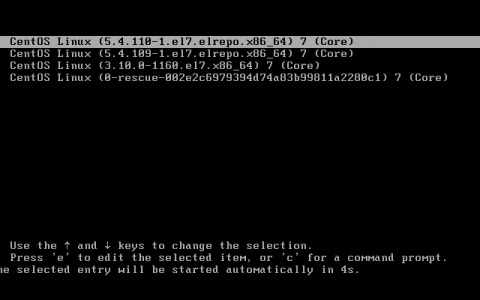 CentOS Linux (5.4.110-1.el7.elrepo.x86_64) 7 (Core)
CentOS Linux (5.4.109-1.el7.elrepo.x86_64) 7 (Core)
CentOS Linux (3.10.0-1160.el7.x86_64) 7 (Core)
CentOS Linux (0-rescue-002e2c6979394d74a83b99811a2280c1) 7 (Core)
Use the ↑ and ↓ keys to change the selection.
Press 'e' to edit the selected item, or 'c' for a command prompt.
he selected entry will be started automatically in 4s.